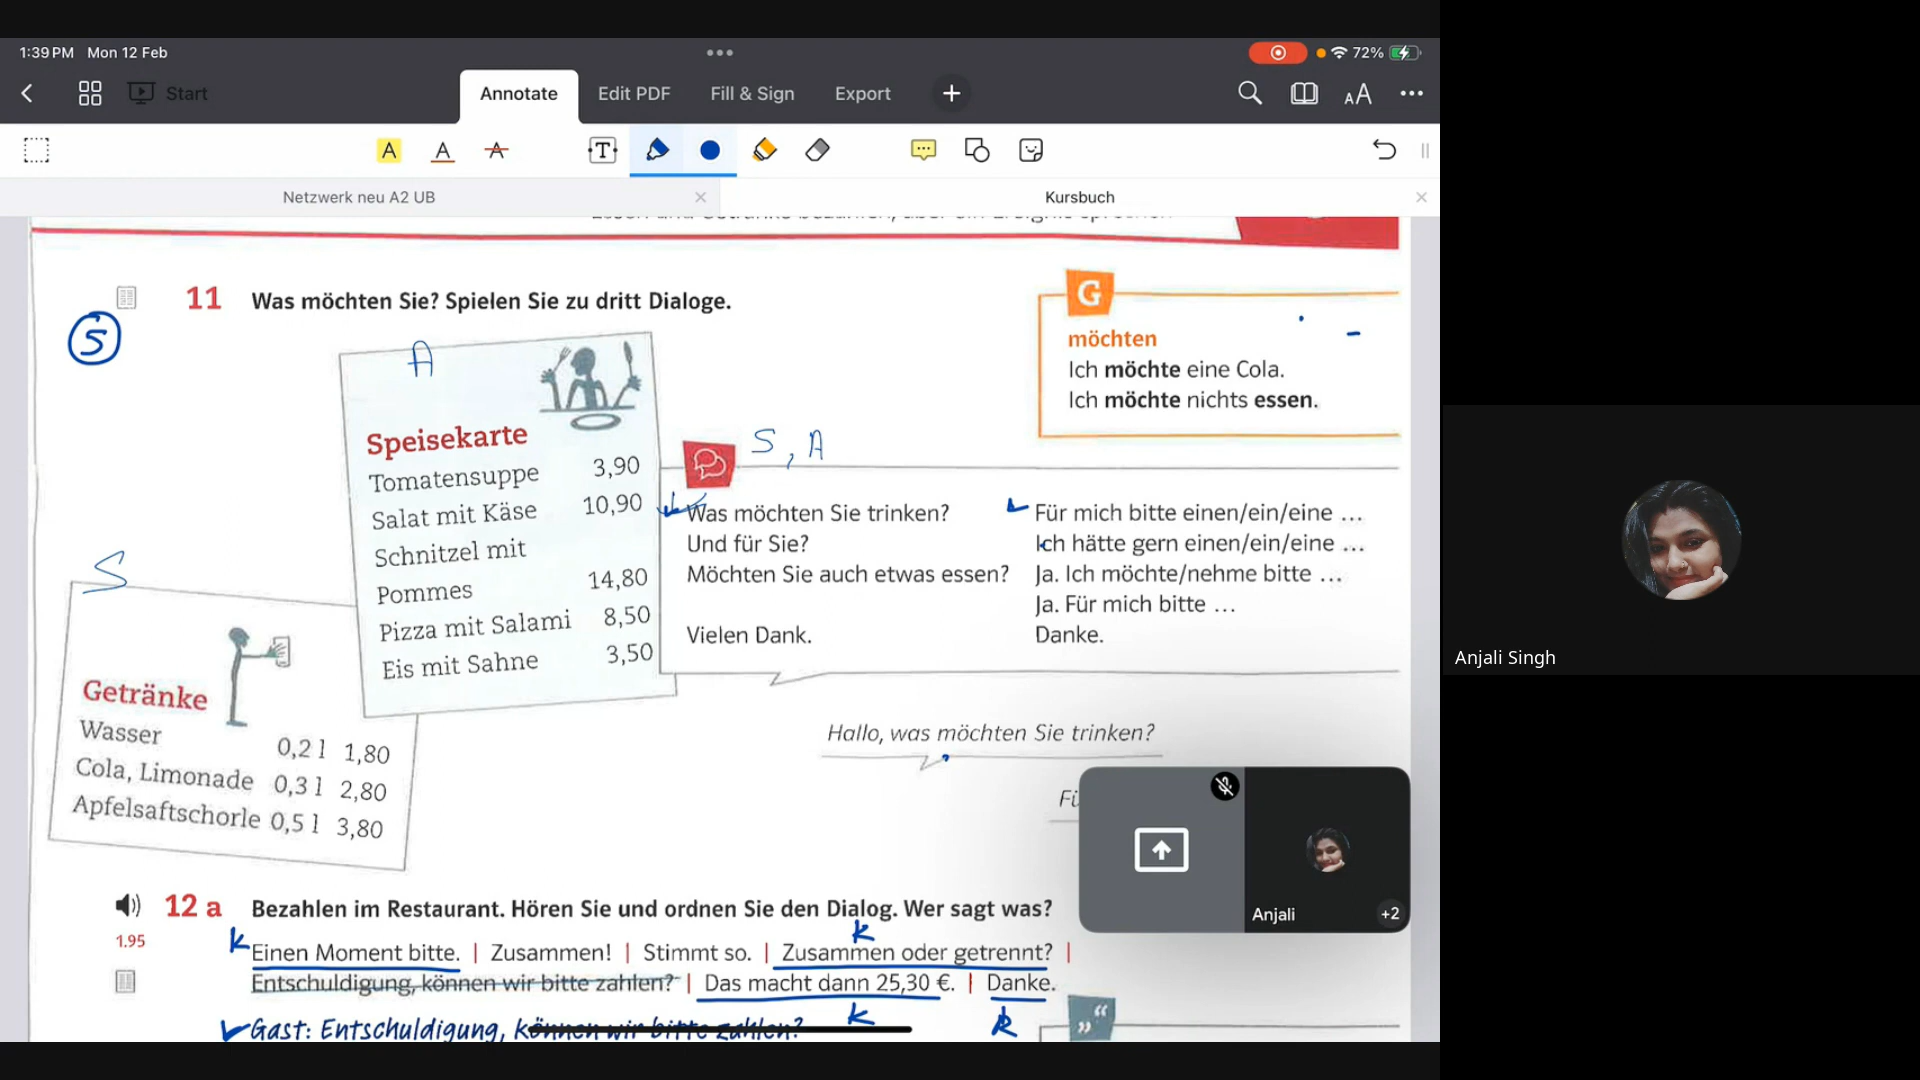 1:39 PM Mon 12 Feb
72%
Start
Annotate
Edit PDF
Fill & Sign
Export
Netzwerk neu A2 UB
Kursbuch
11 Was möchten Sie? Spielen Sie zu dritt Dialoge.
5
G
möchten
Ich möchte eine Cola.
Ich möchte nichts essen.
A
Speisekarte
Tomatensuppe 3,90
Salat mit Käse 10,90
Schnitzel mit
Pommes 14,80
Pizza mit Salami 8,50
Eis mit Sahne 3,50
S, A
Was möchten Sie trinken?
Und für Sie?
Möchten Sie auch etwas essen?
Vielen Dank.
Für mich bitte einen/ein/eine ...
Ich hätte gern einen/ein/eine ...
Ja. Ich möchte/nehme bitte ...
Ja. Für mich bitte ...
Danke.
S
Getränke
Wasser 0,2 l 1,80
Cola, Limonade 0,3 l 2,80
Apfelsaftschorle 0,5 l 3,80
Hallo, was möchten Sie trinken?
Anjali
+2
Anjali Singh
12 a Bezahlen im Restaurant. Hören Sie und ordnen Sie den Dialog. Wer sagt was?
1.95
k k
Einen Moment bitte. | Zusammen! | Stimmt so. | Zusammen oder getrennt? |
Entschuldigung, können wir bitte zahlen? | Das macht dann 25,30 €. | Danke.
k k
Gast: Entschuldigung, können wir bitte zahlen?